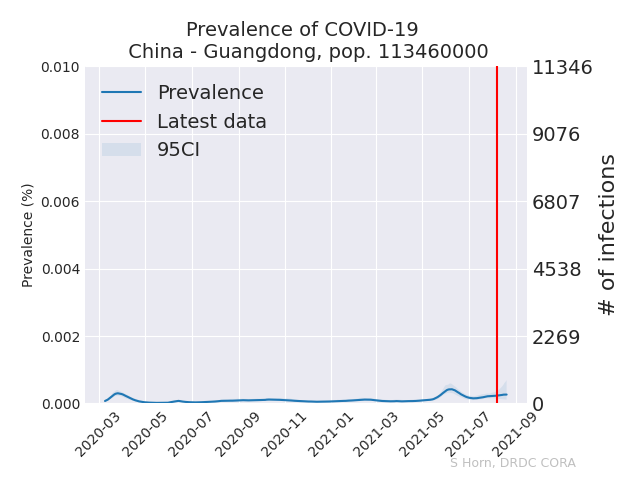 Prevalence of COVID-19
China - Guangdong, pop. 113460000
0.010
0.008
0.006
0.004
0.002
0.000
Prevalence (%)
11346
9076
6807
4538
2269
0
# of infections
Prevalence
Latest data
95CI
2020-03
2020-05
2020-07
2020-09
2020-11
2021-01
2021-03
2021-05
2021-07
2021-09
S Horn, DRDC CORA